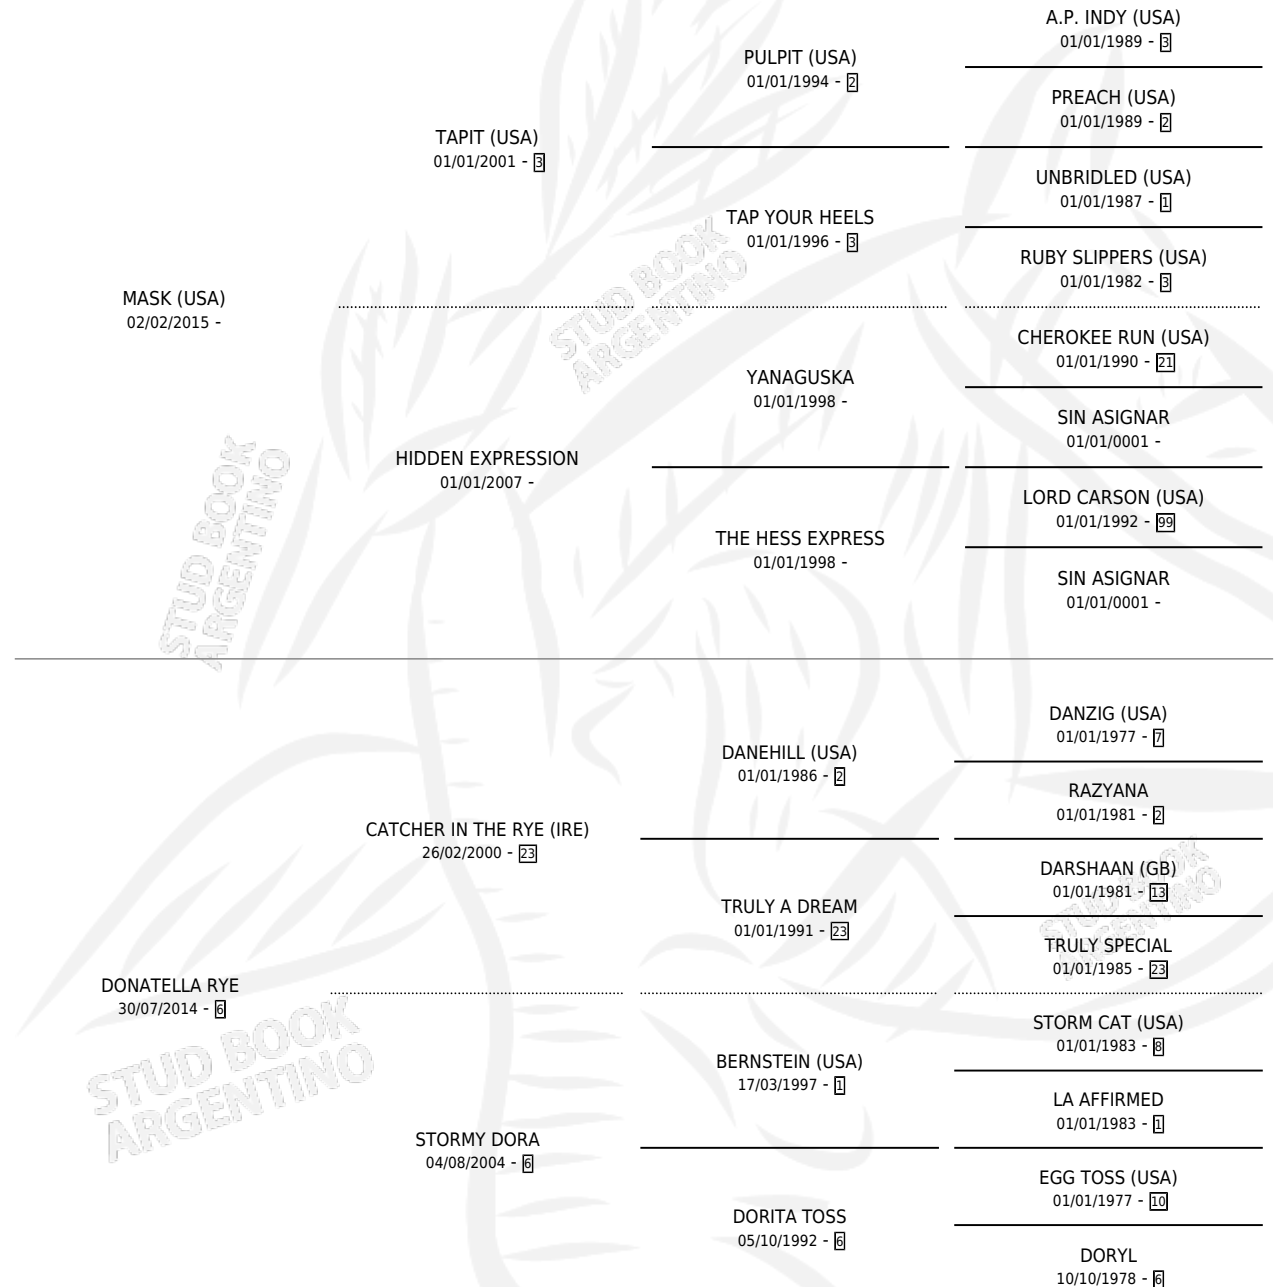 A.P. INDY (USA)
01/01/1989 - 3
PULPIT (USA)
01/01/1994 - 2
PREACH (USA)
01/01/1989 - 2
TAPIT (USA)
01/01/2001 - 3
UNBRIDLED (USA)
01/01/1987 - 1
TAP YOUR HEELS
01/01/1996 - 3
RUBY SLIPPERS (USA)
01/01/1982 - 3
MASK (USA)
02/02/2015 -
CHEROKEE RUN (USA)
01/01/1990 - 21
YANAGUSKA
01/01/1998 -
SIN ASIGNAR
01/01/0001 -
HIDDEN EXPRESSION
01/01/2007 -
LORD CARSON (USA)
01/01/1992 - 99
THE HESS EXPRESS
01/01/1998 -
SIN ASIGNAR
01/01/0001 -
DANZIG (USA)
01/01/1977 - 7
DANEHILL (USA)
01/01/1986 - 2
RAZYANA
01/01/1981 - 2
CATCHER IN THE RYE (IRE)
26/02/2000 - 23
DARSHAAN (GB)
01/01/1981 - 13
TRULY A DREAM
01/01/1991 - 23
TRULY SPECIAL
01/01/1985 - 23
DONATELLA RYE
30/07/2014 - 6
STORM CAT (USA)
01/01/1983 - 8
BERNSTEIN (USA)
17/03/1997 - 1
LA AFFIRMED
01/01/1983 - 1
STORMY DORA
04/08/2004 - 6
EGG TOSS (USA)
01/01/1977 - 10
DORITA TOSS
05/10/1992 - 6
DORYL
10/10/1978 - 6
STUD BOOK
ARGENTINO
STUD BOOK
ARGENTINO
STUD BOOK
ARGENTINO
STUD BOOK
ARGENTINO